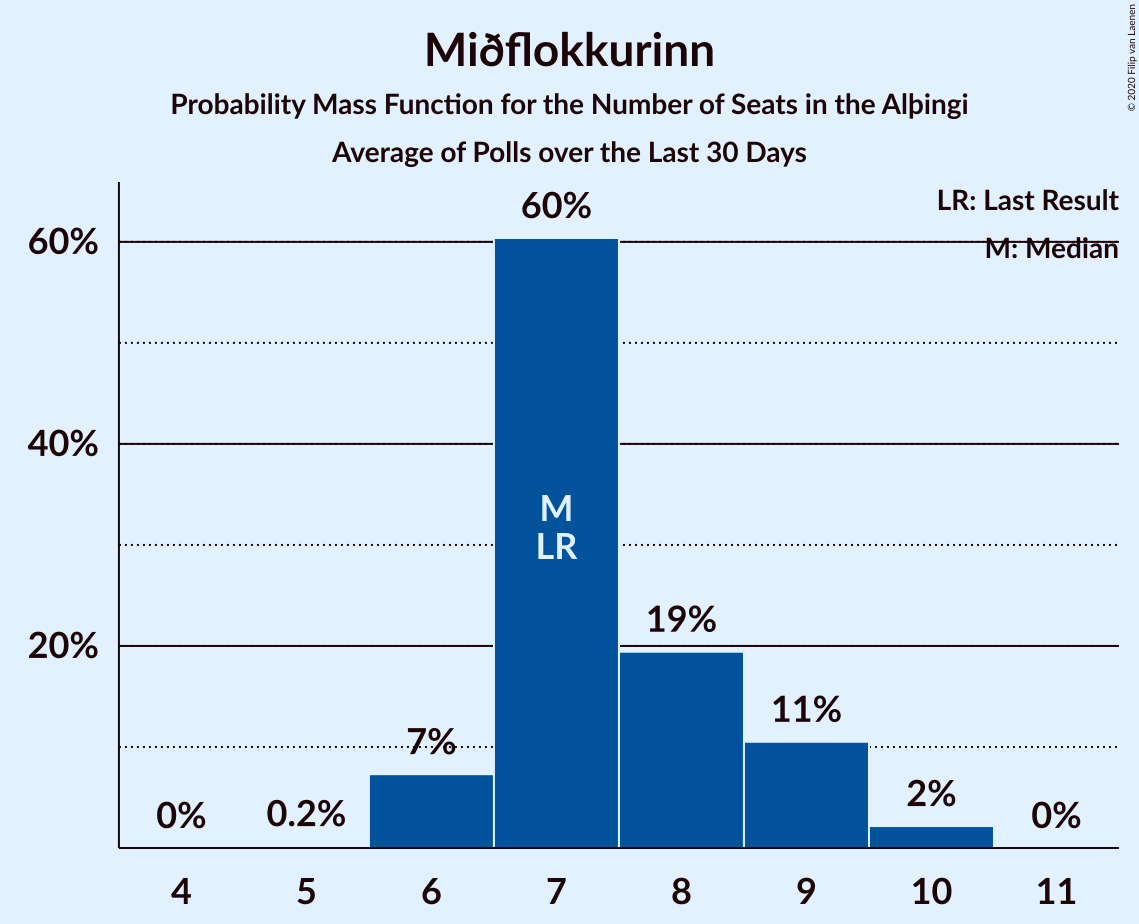 Miðflokkurinn
Probability Mass Function for the Number of Seats in the Alþingi
Average of Polls over the Last 30 Days
© 2020 Filip van Laenen
LR: Last Result
M: Median
60%
40%
20%
0%
0.2%
7%
60%
M
LR
19%
11%
2%
0%
4
5
6
7
8
9
10
11